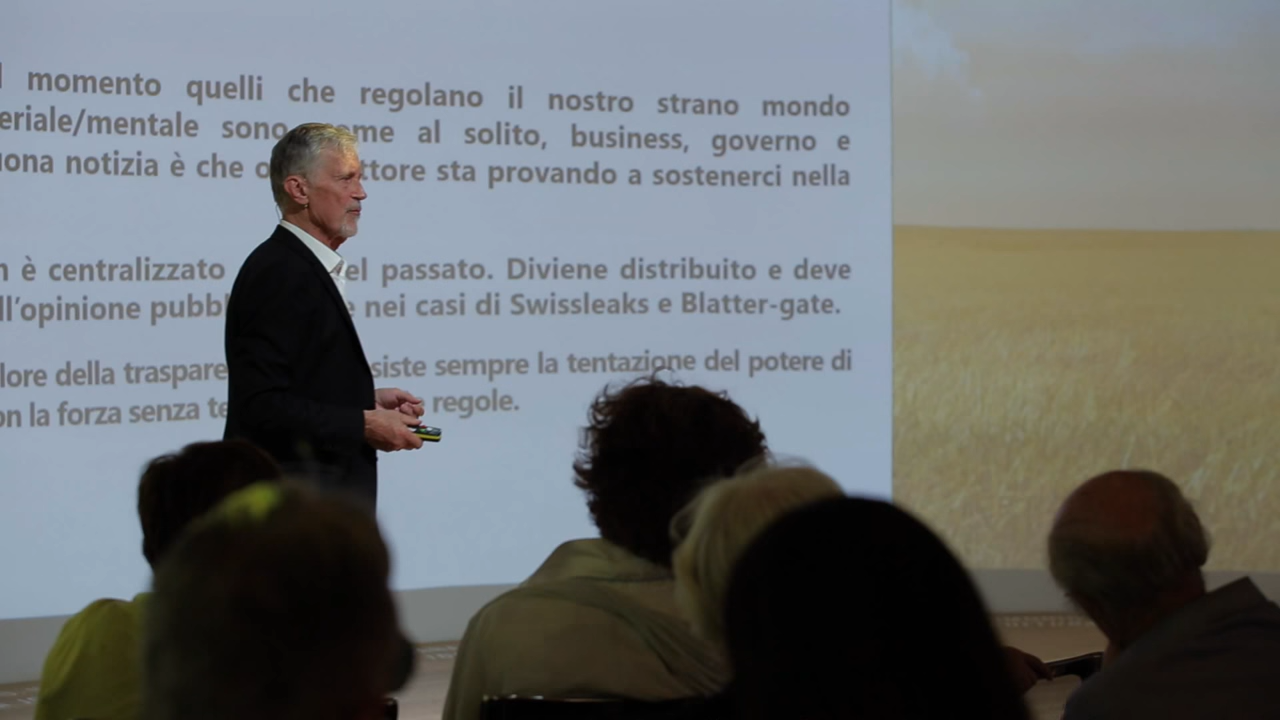 momento quelli che regolano il nostro strano mondo
eriale/mentale sono come al solito, business, governo e
uona notizia è che o ttore sta provando a sostenerci nella
n è centralizzato el passato. Diviene distribuito e deve
ll'opinione pubbl e nei casi di Swissleaks e Blatter-gate.
lore della traspare siste sempre la tentazione del potere di
on la forza senza te regole.